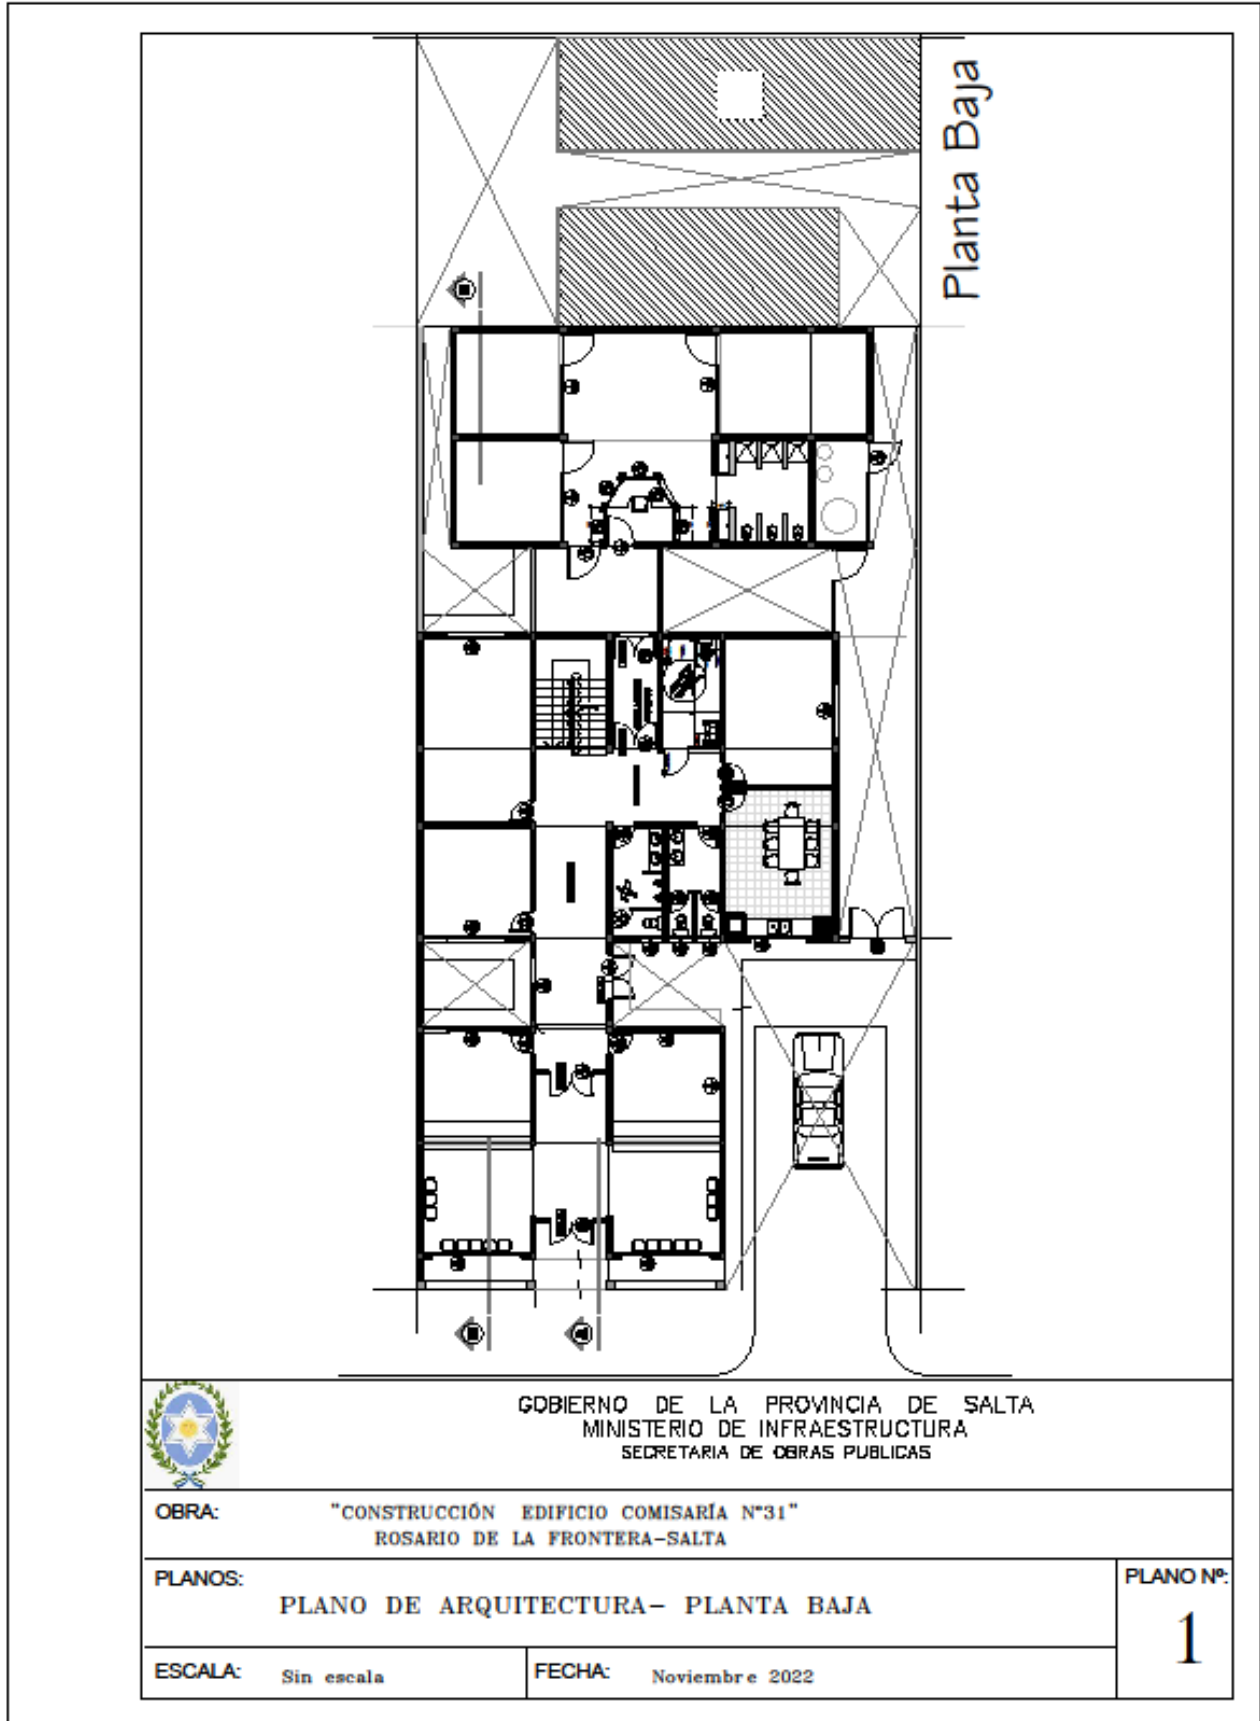 Planta Baja
GOBIERNO DE LA PROVINCIA DE SALTA
MINISTERIO DE INFRAESTRUCTURA
SECRETARIA DE OBRAS PUBLICAS
OBRA: "CONSTRUCCIÓN EDIFICIO COMISARÍA N°31"
ROSARIO DE LA FRONTERA-SALTA
PLANOS:
PLANO DE ARQUITECTURA- PLANTA BAJA
PLANO Nº:
1
ESCALA: Sin escala
FECHA: Noviembre 2022